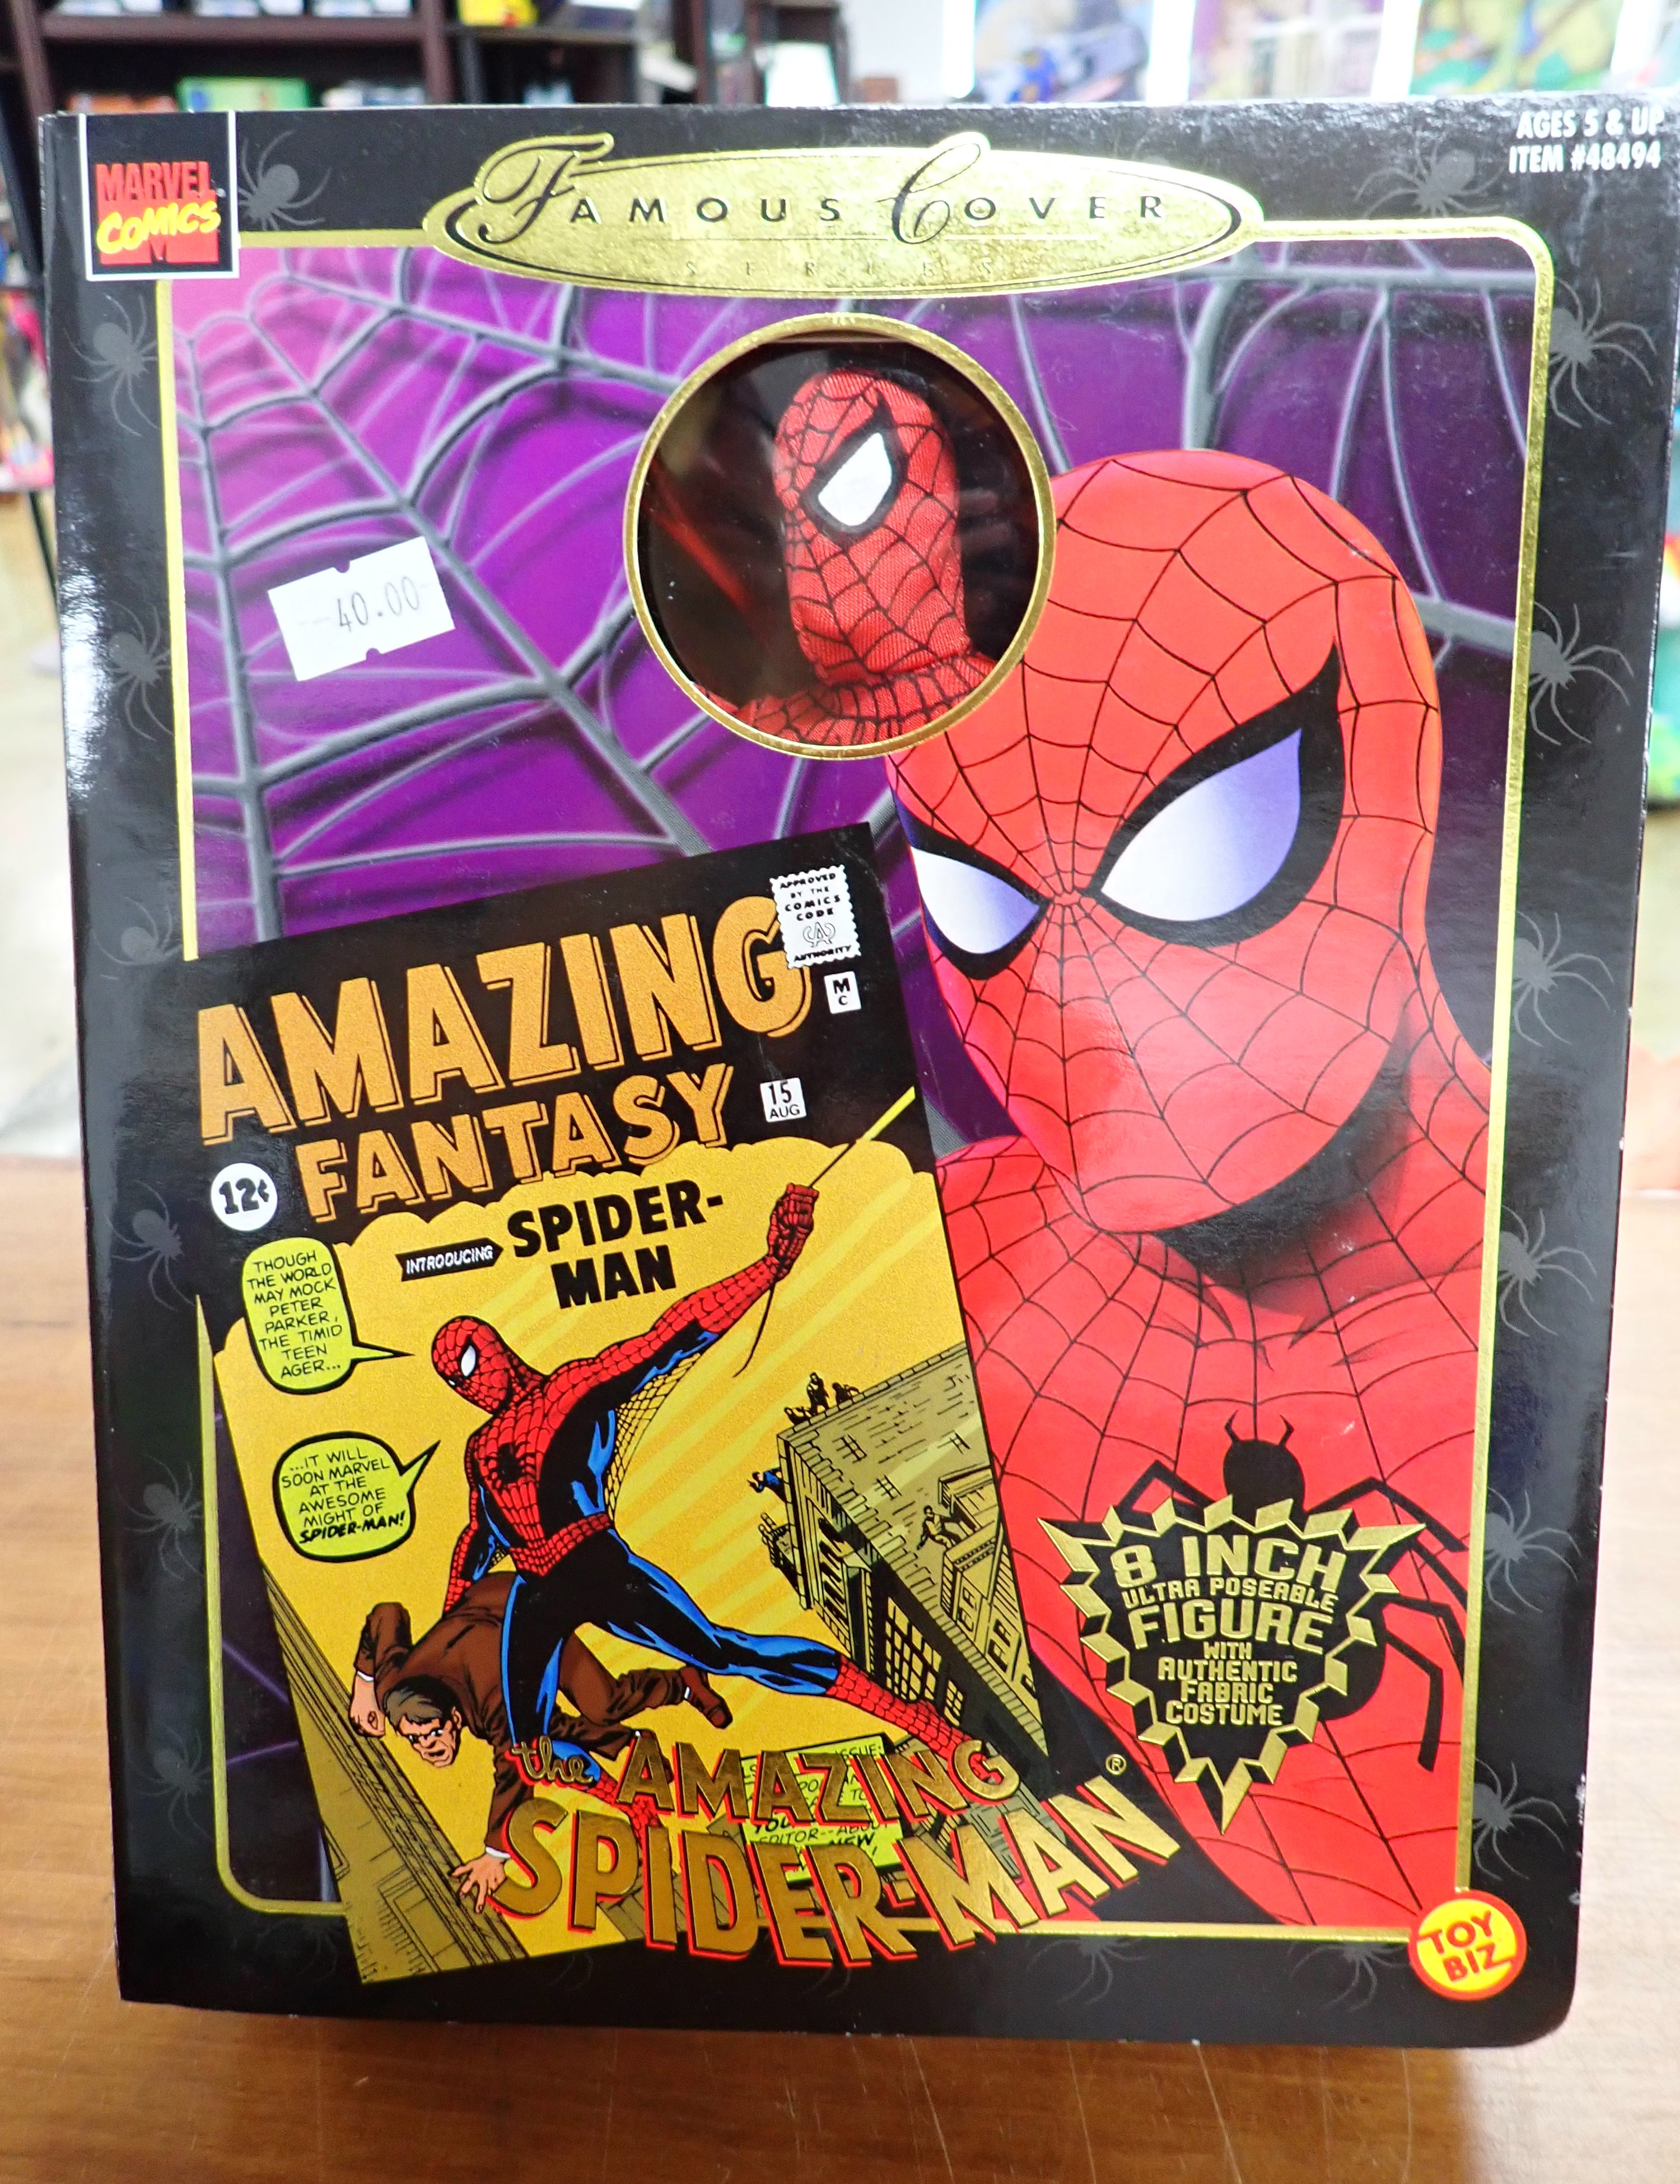 MARVEL
COMICS
FAMOUS COVER
SERIES
AGES 5 & UP
ITEM #48494
40.00
APPROVED
BY THE
COMICS
CODE
CA
AUTHORITY
M
C
AMAZING
FANTASY
15
AUG
12¢
INTRODUCING
SPIDER-
MAN
THOUGH
THE WORLD
MAY MOCK
PETER
PARKER,
THE TIMID
TEEN
AGER...
...IT WILL
SOON MARVEL
AT THE
AWESOME
MIGHT OF
SPIDER-MAN!
8 INCH
ULTRA POSEABLE
FIGURE
WITH
AUTHENTIC
FABRIC
COSTUME
the AMAZING
SPIDER-MAN®
TOY
BIZ